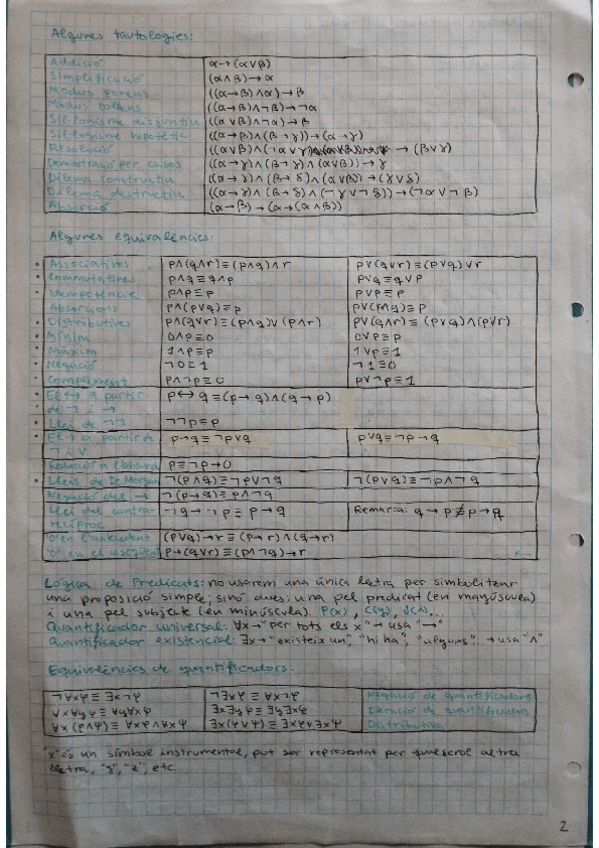 Algunes tautologies:
Addició α→(α∨β)
Simplificació (α∧β)→α
Modus ponens ((α→β)∧α)→β
Modus tollens ((α→β)∧¬β)→¬α
Sil·logisme disjuntiu ((α∨β)∧¬α)→β
Sil·logisme hipotètic ((α→β)∧(β→γ))→(α→γ)
Resolució ((α∨β)∧(¬α∨γ) → (β∨γ)
Demostració per casos ((α→γ)∧(β→γ)∧(α∨β))→γ
Dilema constructiu ((α→γ)∧(β→δ)∧(α∨β))→(γ∨δ)
Dilema destructiu ((α→γ)∧(β→δ)∧(¬γ∨¬δ))→(¬α∨¬β)
Absorció (α→β)→(α→(α∧β))
Algunes equivalències:
• Associatives p∧(q∧r)≡(p∧q)∧r p∨(q∨r)≡(p∨q)∨r
• Commutatives p∧q≡q∧p p∨q≡q∨p
• Idempotències p∧p≡p p∨p≡p
Absorcions p∧(p∨q)≡p p∨(p∧q)≡p
• Distributives p∧(q∨r)≡(p∧q)∨(p∧r) p∨(q∧r)≡(p∨q)∧(p∨r)
• Mínim 0∧p≡0 0∨p≡p
• Màxim 1∧p≡p 1∨p≡1
• Negació ¬0≡1 ¬1≡0
• Complement p∧¬p≡0 p∨¬p≡1
• El ↔ a partir p↔q≡(p→q)∧(q→p)
de ¬ i →
• Llei de ¬¬ ¬¬p≡p
• El → a partir de p→q≡¬p∨q p∨q≡¬p→q
¬ i ∨
Reducció a l'absurd p≡¬p→0
• Lleis de De Morgan ¬(p∧q)≡¬p∨¬q ¬(p∨q)≡¬p∧¬q
Negació del → ¬(p→q)≡p∧¬q
Llei del contra- ¬q→¬p≡p→q Remarca: q→p≢p→q
recíproc
"o" en l'antecedent (p∨q)→r≡(p→r)∧(q→r)
"o" en el p→(q∨r)≡(p∧¬q)→r
Lògica de Predicats: no usarem una única lletra per simbolitzar
una proposició simple; sinó dues: una pel predicat (en majúscula)
i una pel subjecte (en minúscula). P(x), C(y), J(x)...
Quantificador universal: ∀x→"per tots els x"→ usa "→"
Quantificador existencial: ∃x→"existeix un", "hi ha", "alguns"...→usa "∧"
Equivalències de quantificadors:
¬∀xφ≡∃x¬φ ¬∃xφ≡∀x¬φ Negació de quantificadors
∀x∀yφ≡∀y∀xφ ∃x∃yφ≡∃y∃xφ de quantificadors
∀x(φ∧ψ)≡∀xφ∧∀xψ ∃x(φ∨ψ)≡∃xφ∨∃xψ Distributiva
"x" és un símbol instrumental, pot ser representat per qualsevol altra
lletra, "y", "z", etc
2